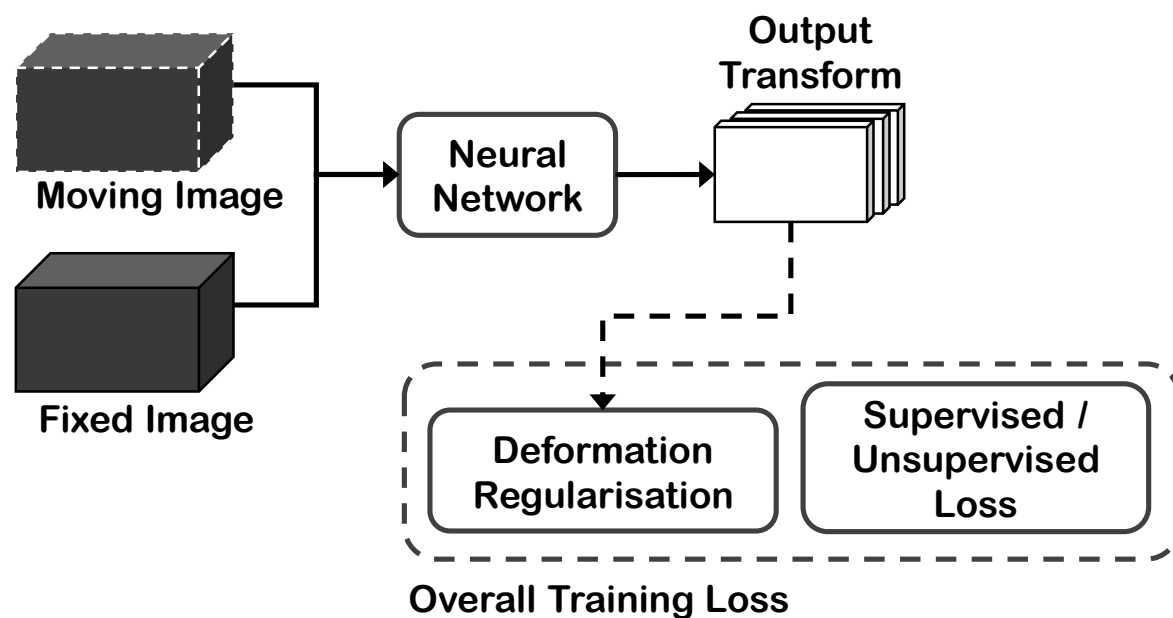 Output
Transform
Moving Image
Neural
Network
Fixed Image
Deformation
Regularisation
Supervised /
Unsupervised
Loss
Overall Training Loss